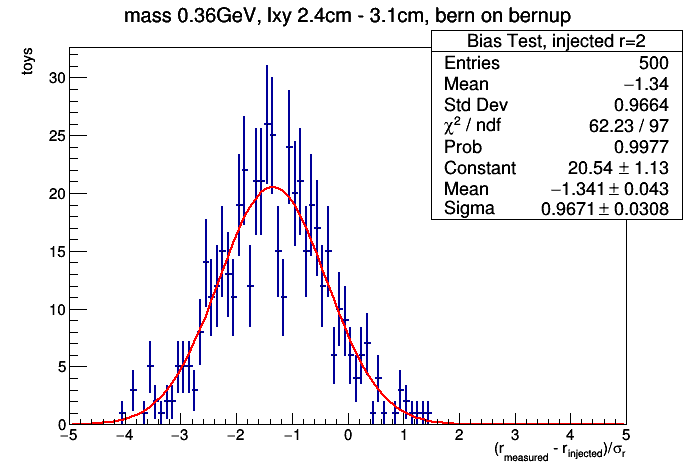 mass 0.36GeV, lxy 2.4cm - 3.1cm, bern on bernup
Bias Test, injected r=2
Entries 500
Mean −1.34
Std Dev 0.9664
χ² / ndf 62.23 / 97
Prob 0.9977
Constant 20.54 ± 1.13
Mean −1.341 ± 0.043
Sigma 0.9671 ± 0.0308
toys
30
25
20
15
10
5
0
−5 −4 −3 −2 −1 0 1 2 3 4 5
(r_measured - r_injected)/σ_r